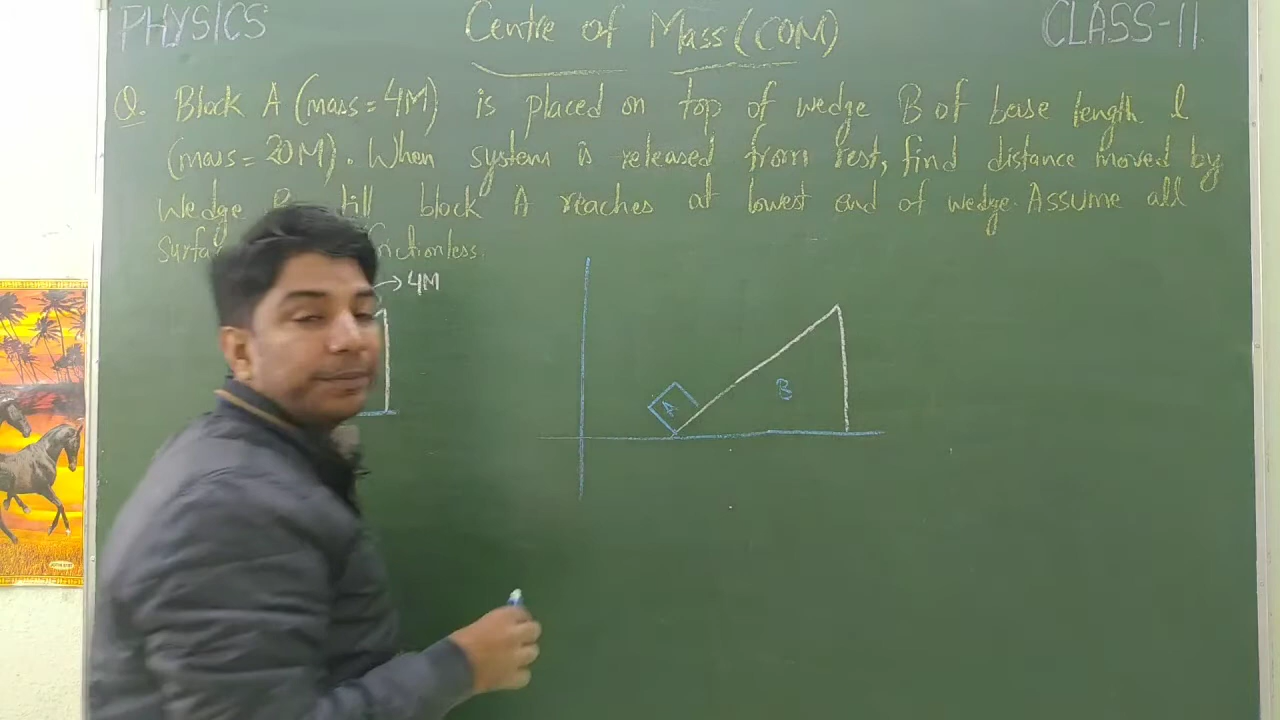 PHYSICS
Centre of Mass (COM)
CLASS-11
Q. Block A (mass = 4M) is placed on top of wedge B of base length l
(mass = 20M). When system is released from rest, find distance moved by
wedge till block A reaches at lowest end of wedge. Assume all
frictionless.
4M
A
B